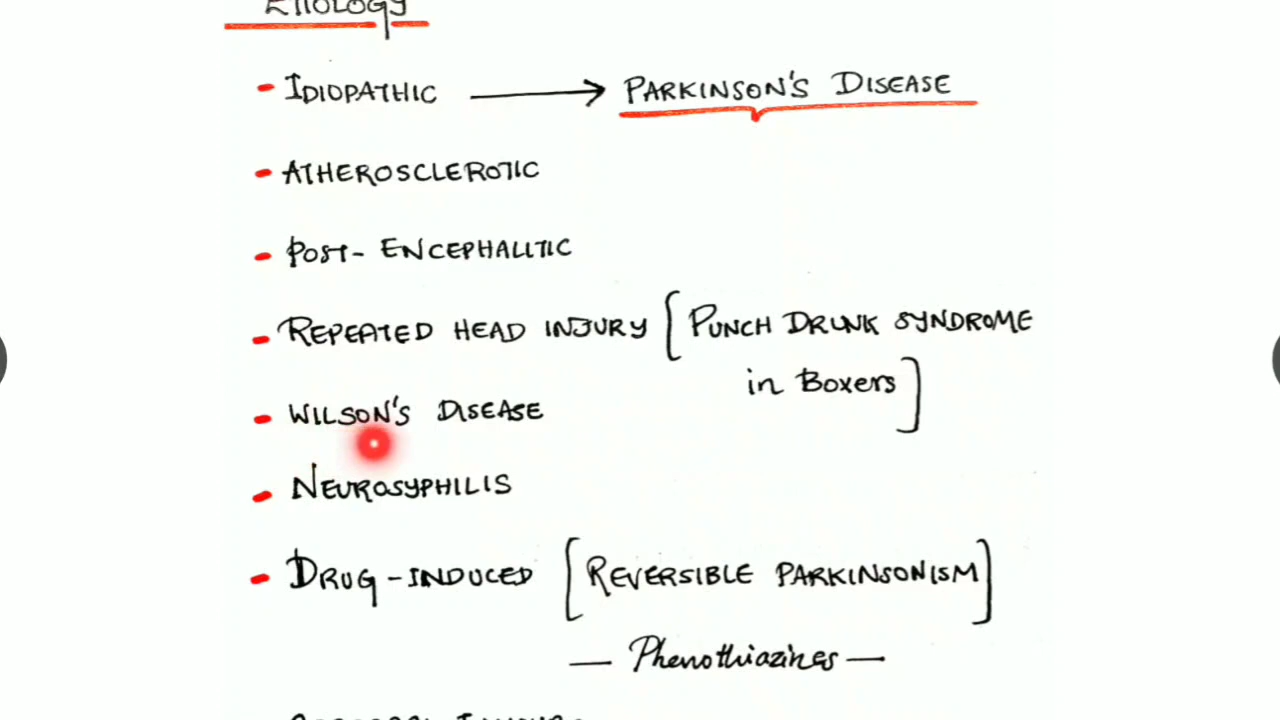 ETIOLOGY
- IDIOPATHIC ⟶ PARKINSON'S DISEASE
- ATHEROSCLEROTIC
- POST- ENCEPHALITIC
- REPEATED HEAD INJURY [PUNCH DRUNK SYNDROME
in Boxers]
- WILSON'S DISEASE
- NEUROSYPHILIS
- DRUG-INDUCED [REVERSIBLE PARKINSONISM]
— Phenothiazines —